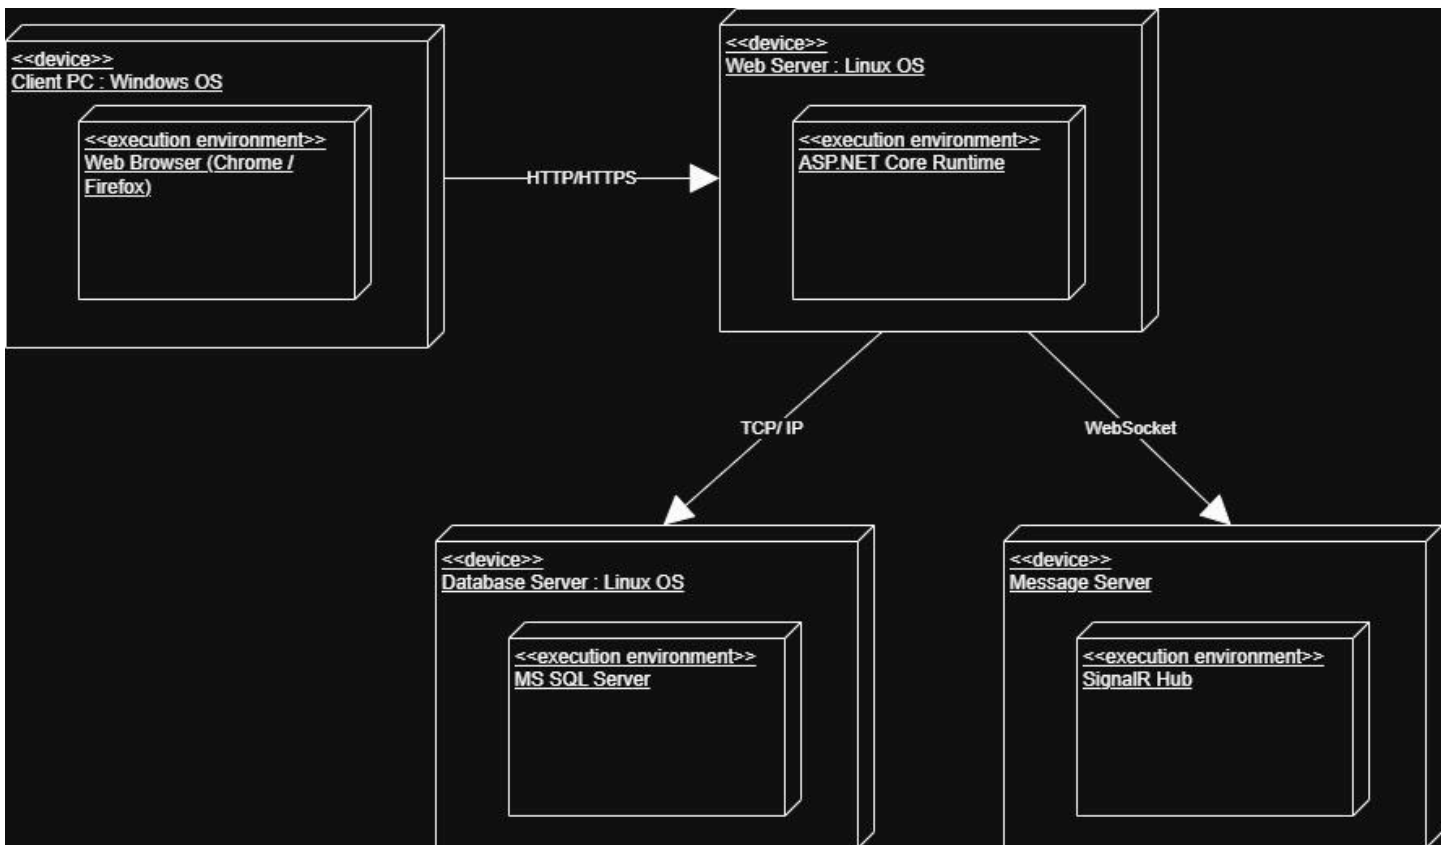 <<device>>
Client PC : Windows OS
<<execution environment>>
Web Browser (Chrome /
Firefox)
HTTP/HTTPS
<<device>>
Web Server : Linux OS
<<execution environment>>
ASP.NET Core Runtime
TCP/ IP
WebSocket
<<device>>
Database Server : Linux OS
<<execution environment>>
MS SQL Server
<<device>>
Message Server
<<execution environment>>
SignalR Hub